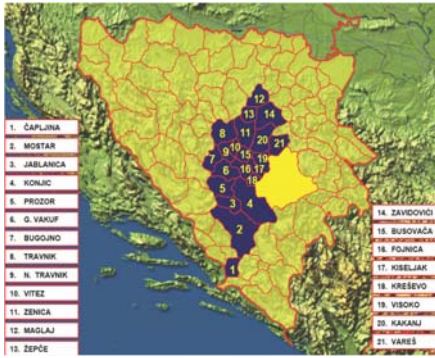 12
13
14
8
11
20
21
10
9
15
7
19
6
16
17
18
5
3
4
2
1
1. ČAPLJINA
2. MOSTAR
3. JABLANICA
4. KONJIC
5. PROZOR
6. G. VAKUF
7. BUGOJNO
8. TRAVNIK
9. N. TRAVNIK
10. VITEZ
11. ZENICA
12. MAGLAJ
13. ŽEPČE
14. ZAVIDOVIĆI
15. BUSOVAČA
16. FOJNICA
17. KISELJAK
18. KREŠEVO
19. VISOKO
20. KAKANJ
21. VAREŠ